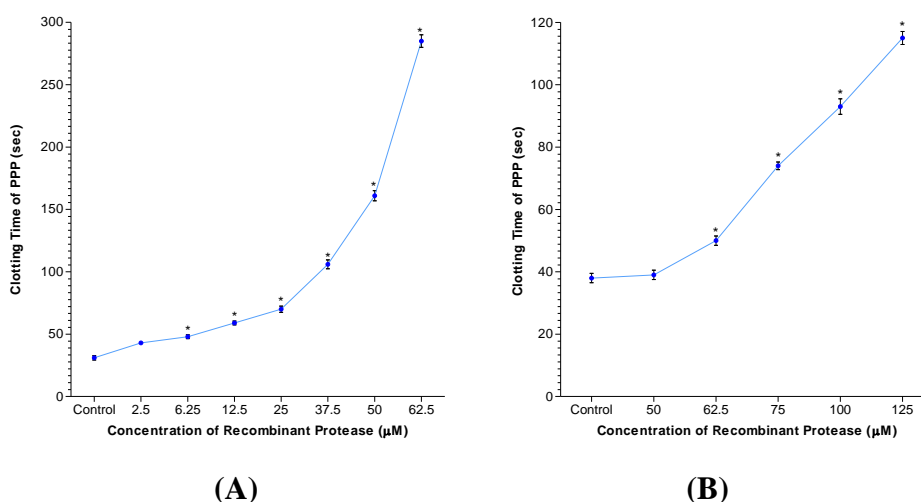 300
250
200
150
100
50
0
Clotting Time of PPP (sec)
* * * * * *
Control 2.5 6.25 12.5 25 37.5 50 62.5
Concentration of Recombinant Protease (μM)
(A)
120
100
80
60
40
20
0
Clotting Time of PPP (sec)
* * * *
Control 50 62.5 75 100 125
Concentration of Recombinant Protease (μM)
(B)